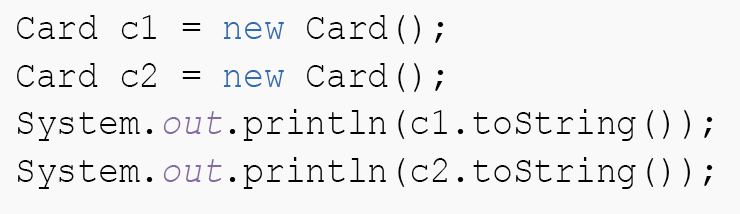 Card c1 = new Card();
Card c2 = new Card();
System.out.println(c1.toString());
System.out.println(c2.toString());